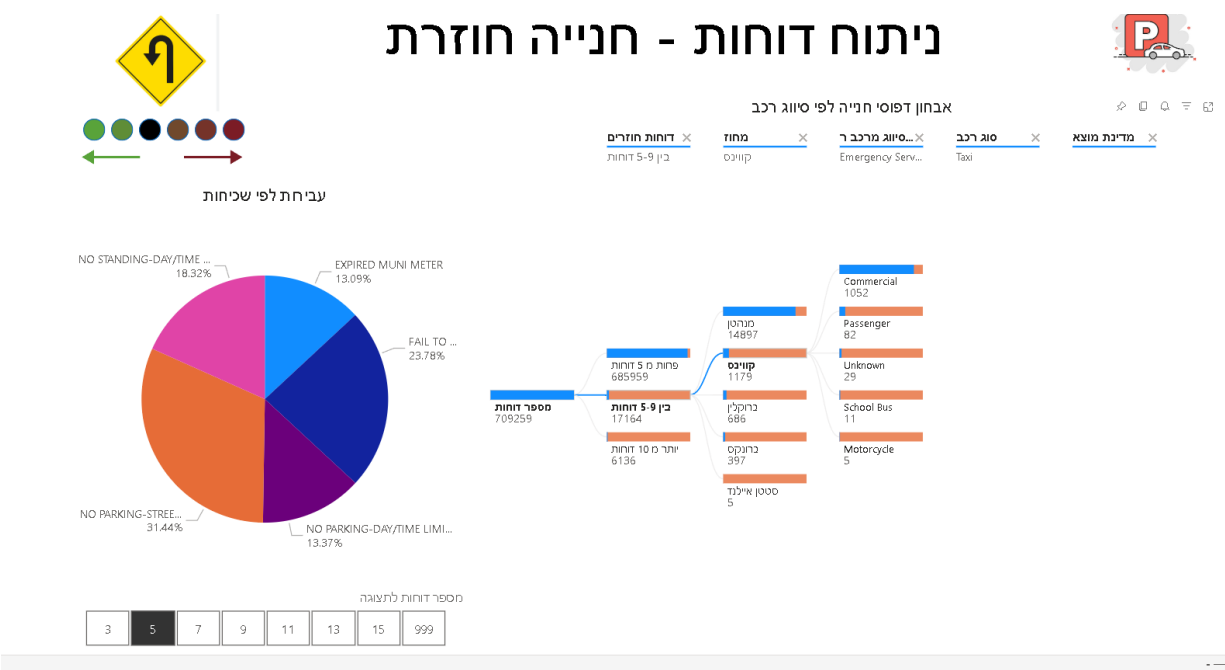 ניתוח דוחות - חנייה חוזרת
P
אבחון דפוסי חנייה לפי סיווג רכב
דוחות חוזרים
בין 5-9 דוחות
מחוז
קווינס
סיווג מרכב ר...
Emergency Serv...
סוג רכב
Taxi
מדינת מוצא
עבירות לפי שכיחות
NO STANDING-DAY/TIME ...
18.32%
EXPIRED MUNI METER
13.09%
FAIL TO ...
23.78%
NO PARKING-STREE...
31.44%
NO PARKING-DAY/TIME LIMI...
13.37%
מספר דוחות
709259
פחות מ 5 דוחות
685959
בין 5-9 דוחות
17164
יותר מ 10 דוחות
6136
מנהטן
14897
קווינס
1179
ברוקלין
686
ברונקס
397
סטטן איילנד
5
Commercial
1052
Passenger
82
Unknown
29
School Bus
11
Motorcycle
5
מספר דוחות לתצוגה
3 5 7 9 11 13 15 999